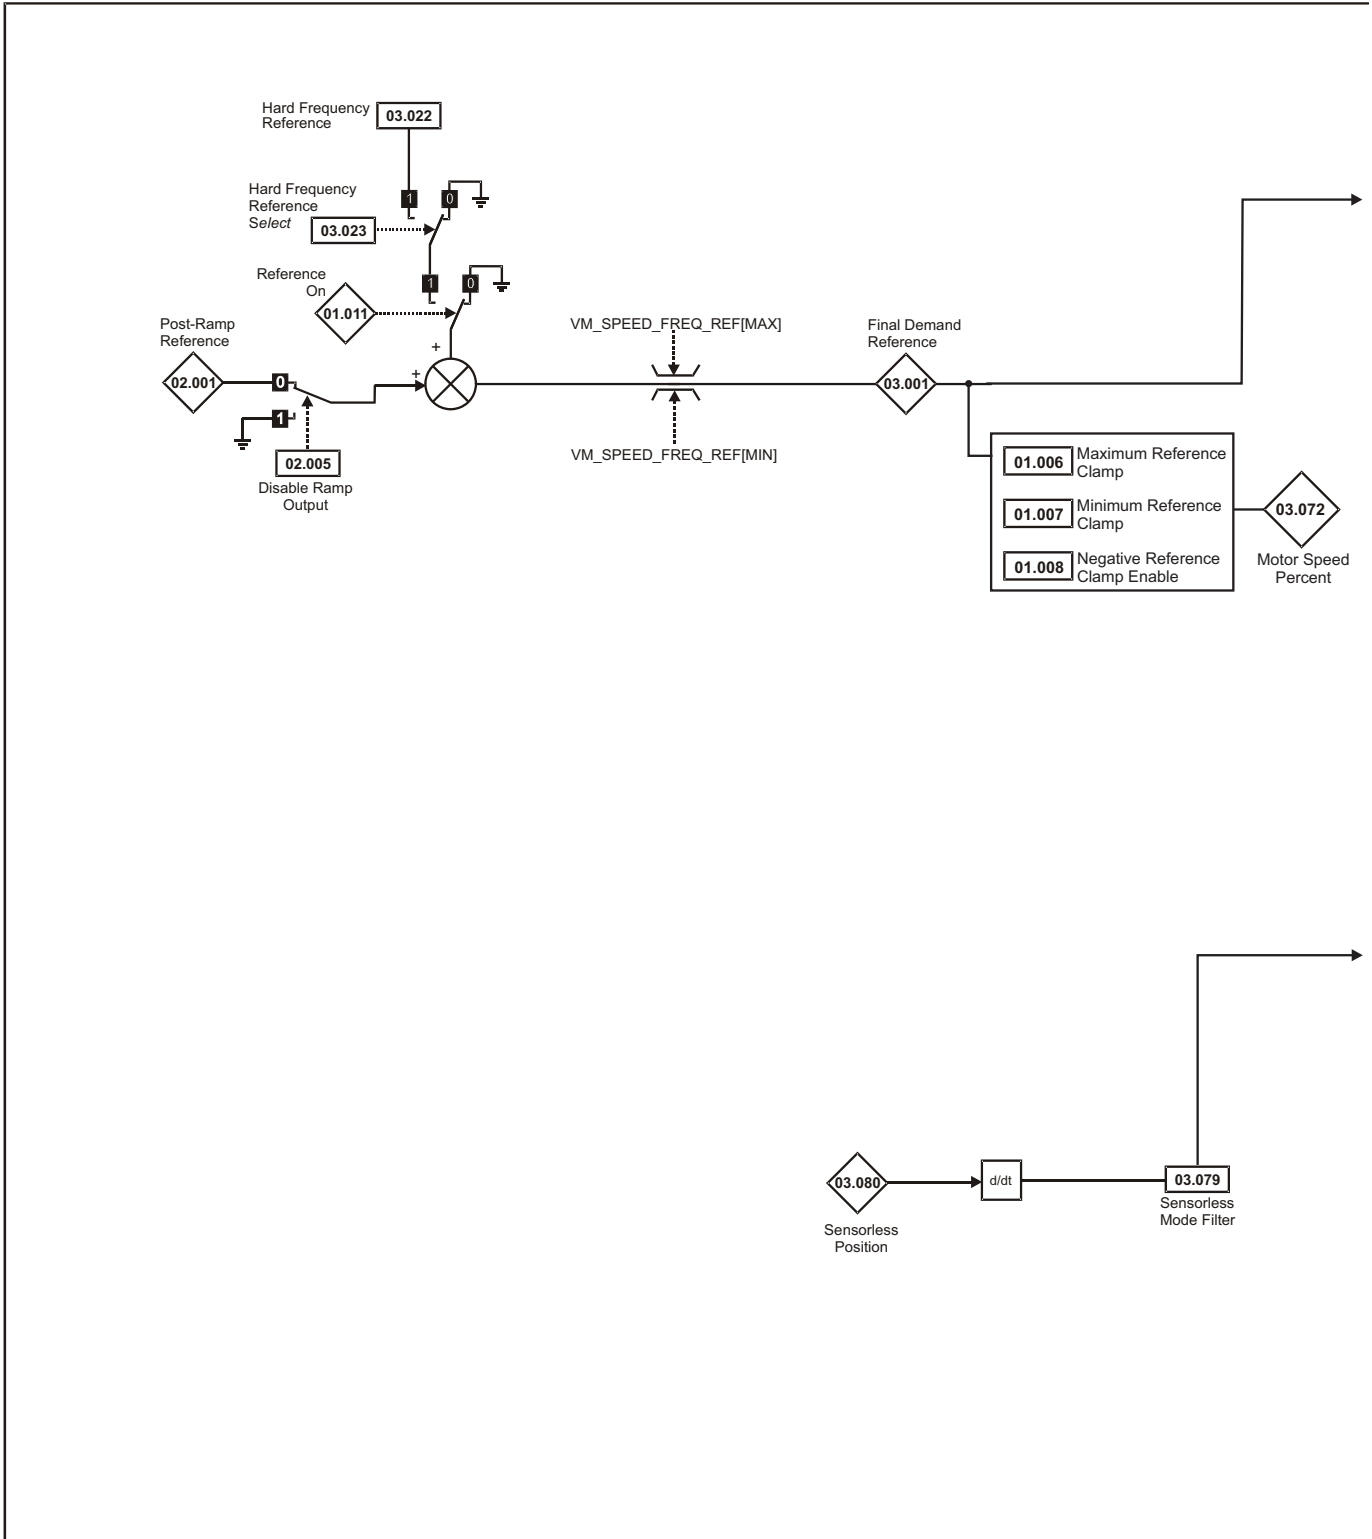 Hard Frequency
Reference
03.022
1
0
Hard Frequency
Reference
Select
03.023
Reference
On
1
0
01.011
Post-Ramp
Reference
02.001
+
+
0
1
02.005
Disable Ramp
Output
VM_SPEED_FREQ_REF[MAX]
VM_SPEED_FREQ_REF[MIN]
Final Demand
Reference
03.001
01.006
Maximum Reference
Clamp
01.007
Minimum Reference
Clamp
01.008
Negative Reference
Clamp Enable
03.072
Motor Speed
Percent
03.080
Sensorless
Position
d/dt
03.079
Sensorless
Mode Filter